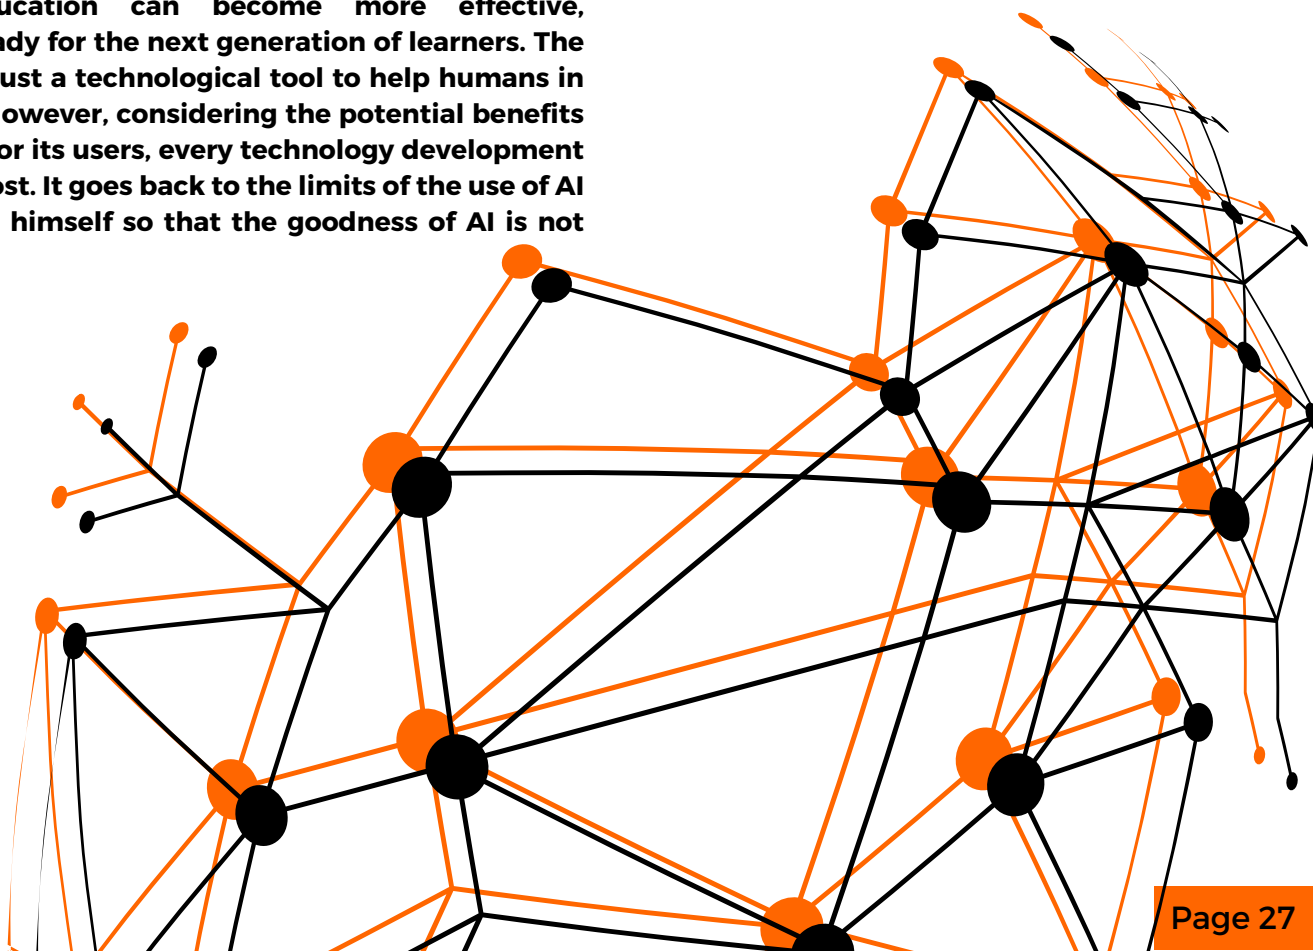 ucation can become more effective,
ady for the next generation of learners. The
ust a technological tool to help humans in
owever, considering the potential benefits
or its users, every technology development
ost. It goes back to the limits of the use of AI
himself so that the goodness of AI is not
Page 27